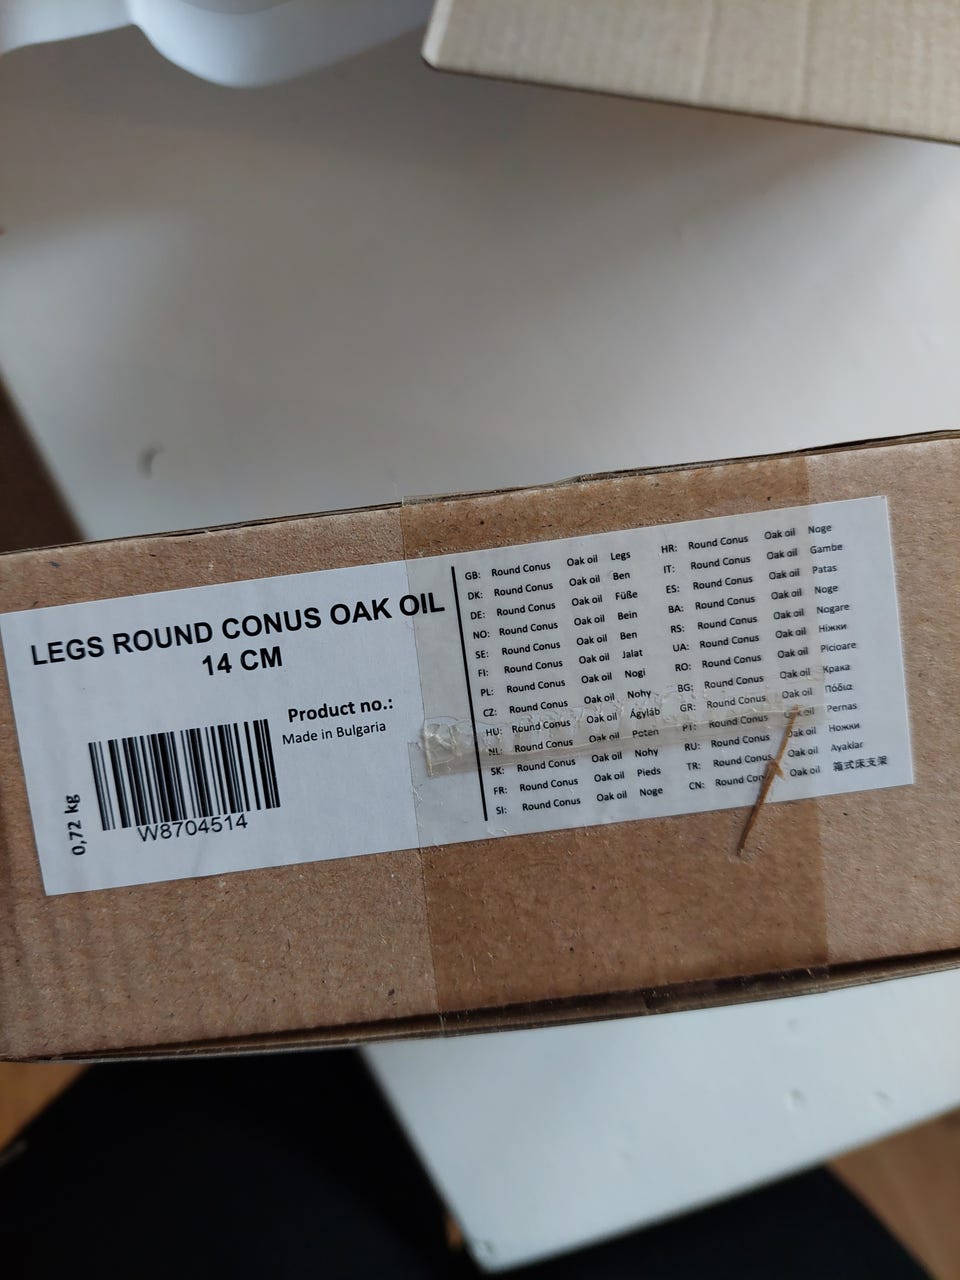 LEGS ROUND CONUS OAK OIL
14 CM
Product no.:
Made in Bulgaria
0,72 kg
W8704514
GB: Round Conus Oak oil Legs
DK: Round Conus Oak oil Ben
DE: Round Conus Oak oil Füße
NO: Round Conus Oak oil Bein
SE: Round Conus Oak oil Ben
FI: Round Conus Oak oil Jalat
PL: Round Conus Oak oil Nogi
CZ: Round Conus Oak oil Nohy
HU: Round Conus Oak oil Ágyláb
NL: Round Conus Oak oil Poten
SK: Round Conus Oak oil Nohy
FR: Round Conus Oak oil Pieds
SI: Round Conus Oak oil Noge
HR: Round Conus Oak oil Noge
IT: Round Conus Oak oil Gambe
ES: Round Conus Oak oil Patas
BA: Round Conus Oak oil Noge
RS: Round Conus Oak oil Nogare
UA: Round Conus Oak oil Ніжки
RO: Round Conus Oak oil Picioare
BG: Round Conus Oak oil Крака
GR: Round Conus Oak oil Πόδια
PT: Round Conus Oak oil Pernas
RU: Round Conus Oak oil Ножки
TR: Round Conus Oak oil Ayaklar
CN: Round Conus Oak oil 箱式床支架